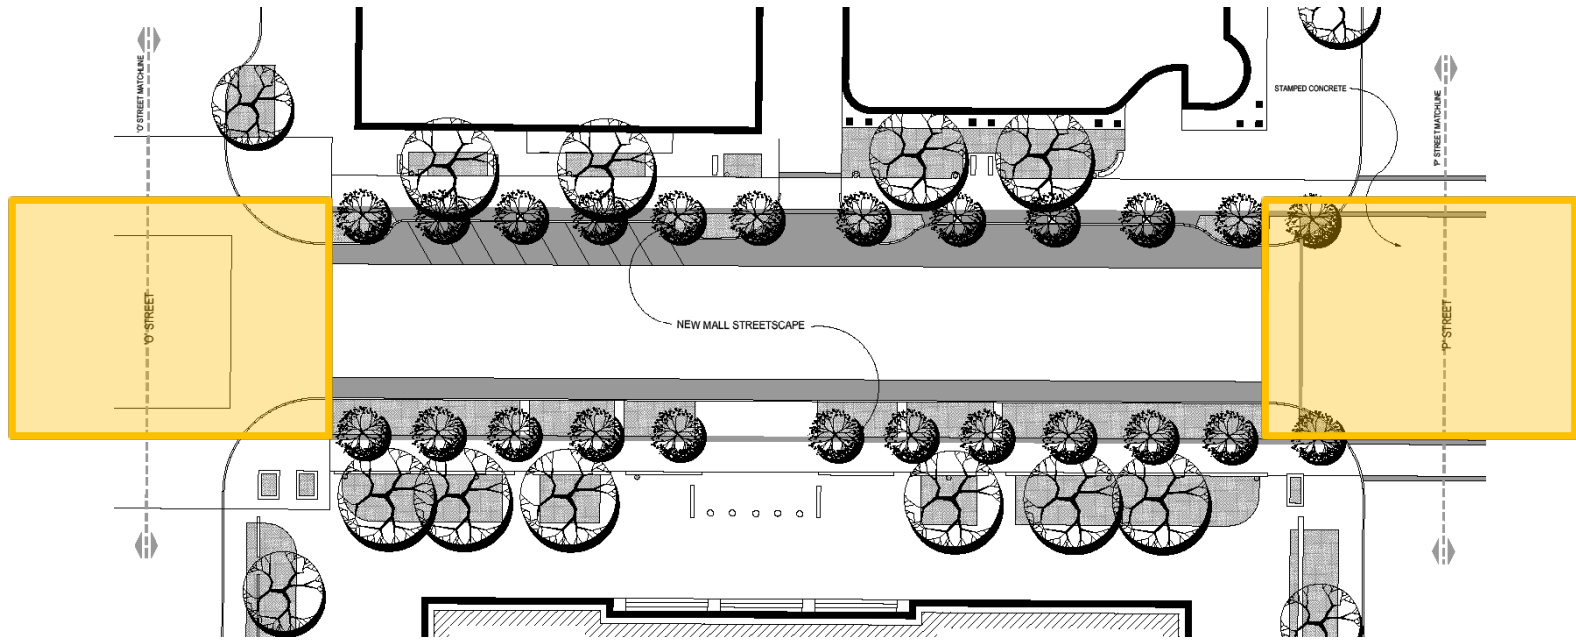 'O' STREET MATCHLINE
STAMPED CONCRETE
'P' STREET MATCHLINE
'O' STREET
NEW MALL STREETSCAPE
'P' STREET